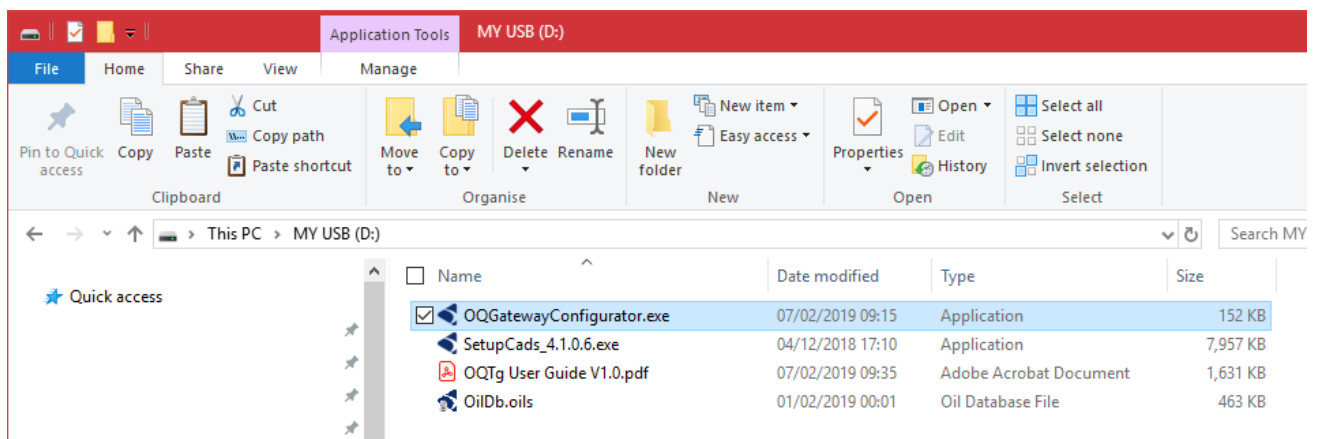 Application Tools MY USB (D:)
File Home Share View Manage
Pin to Quick access
Copy
Paste
Cut
Copy path
Paste shortcut
Move to
Copy to
Delete
Rename
New folder
New item
Easy access
Properties
Open
Edit
History
Select all
Select none
Invert selection
Clipboard Organise New Open Select
This PC MY USB (D:) Search MY
Quick access
Name Date modified Type Size
OQGatewayConfigurator.exe 07/02/2019 09:15 Application 152 KB
SetupCads_4.1.0.6.exe 04/12/2018 17:10 Application 7,957 KB
OQTg User Guide V1.0.pdf 07/02/2019 09:35 Adobe Acrobat Document 1,631 KB
OilDb.oils 01/02/2019 00:01 Oil Database File 463 KB